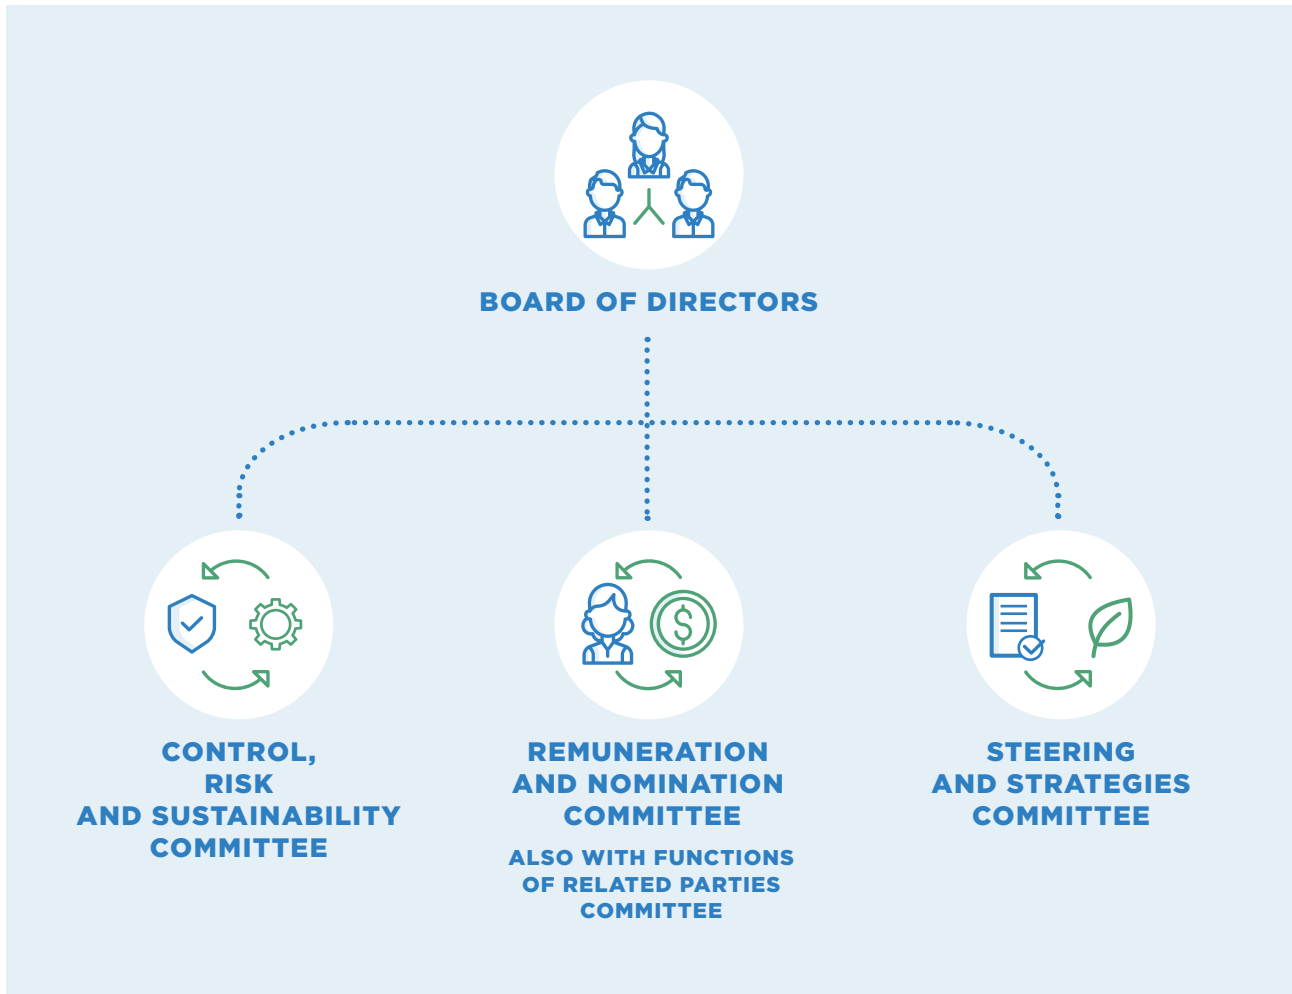 BOARD OF DIRECTORS
CONTROL,
RISK
AND SUSTAINABILITY
COMMITTEE
REMUNERATION
AND NOMINATION
COMMITTEE
ALSO WITH FUNCTIONS
OF RELATED PARTIES
COMMITTEE
STEERING
AND STRATEGIES
COMMITTEE